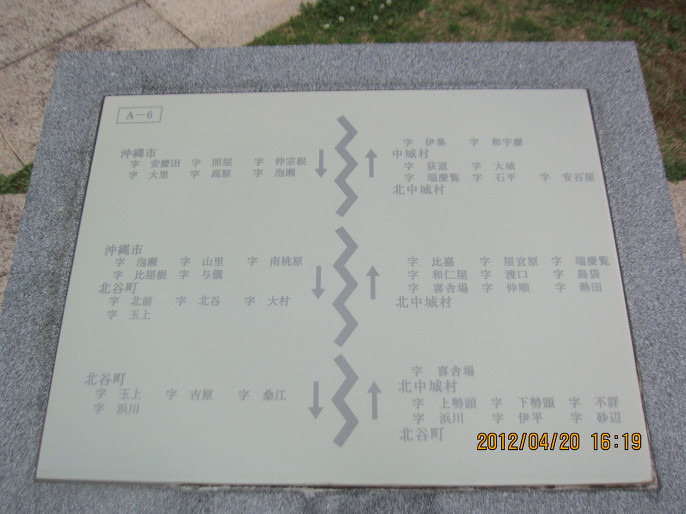 A－6
沖縄市
字 安慶田 字 照屋 字 仲宗根
字 大里 字 高原 字 泡瀬
字 伊集 字 和宇慶
中城村
字 荻道 字 大城
字 瑞慶覧 字 石平 字 安谷屋
北中城村
沖縄市
字 泡瀬 字 山里 字 南桃原
字 比屋根 字 与儀
北谷町
字 北前 字 北谷 字 大村
字 玉上
字 比嘉 字 屋宜原 字 瑞慶覧
字 和仁屋 字 渡口 字 島袋
字 喜舎場 字 仲順 字 熱田
北中城村
北谷町
字 玉上 字 吉原 字 桑江
字 浜川
字 喜舎場
北中城村
字 上勢頭 字 下勢頭 字 不詳
字 浜川 字 伊平 字 砂辺
北谷町
2012/04/20 16:19